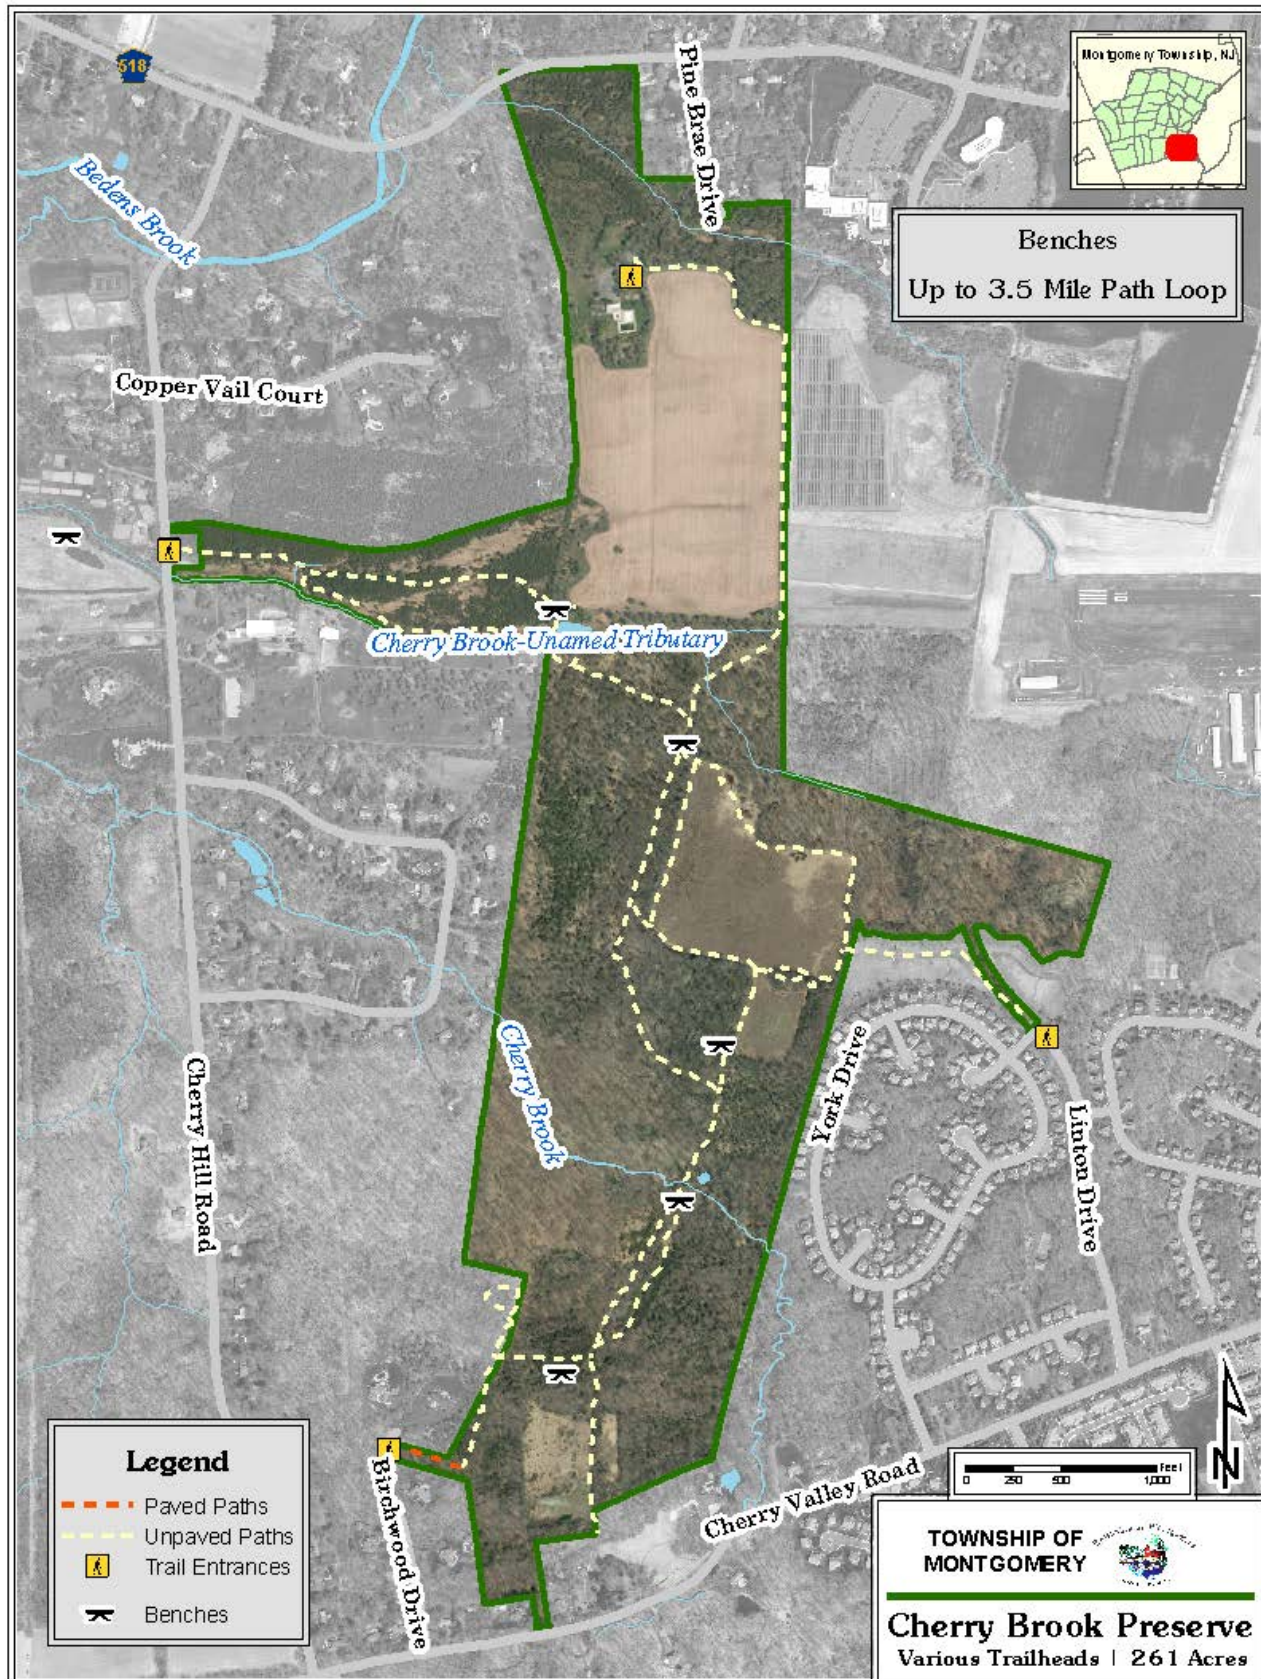 518
Pine Brae Drive
Montgomery Township, NJ
Bedens Brook
Benches
Up to 3.5 Mile Path Loop
Copper Vail Court
Cherry Brook-Unamed Tributary
Cherry Brook
York Drive
Cherry Hill Road
Linton Drive
Birchwood Drive
Cherry Valley Road
Legend
Paved Paths
Unpaved Paths
Trail Entrances
Benches
N
Feet
0 250 500 1,000
TOWNSHIP OF
MONTGOMERY
Cherry Brook Preserve
Various Trailheads | 261 Acres